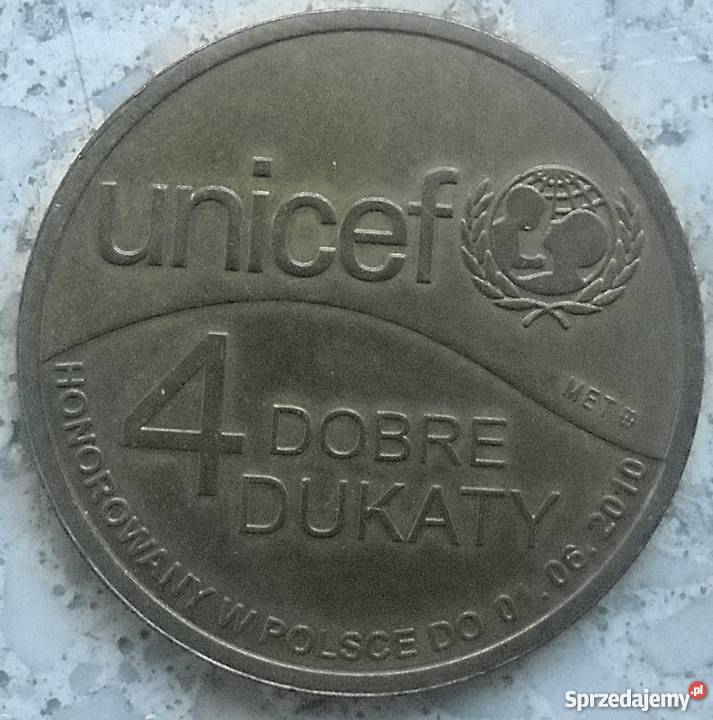 unicef
MET
4 DOBRE
DUKATY
HONOROWANY W POLSCE DO 01.06.2010
Sprzedajemy.pl